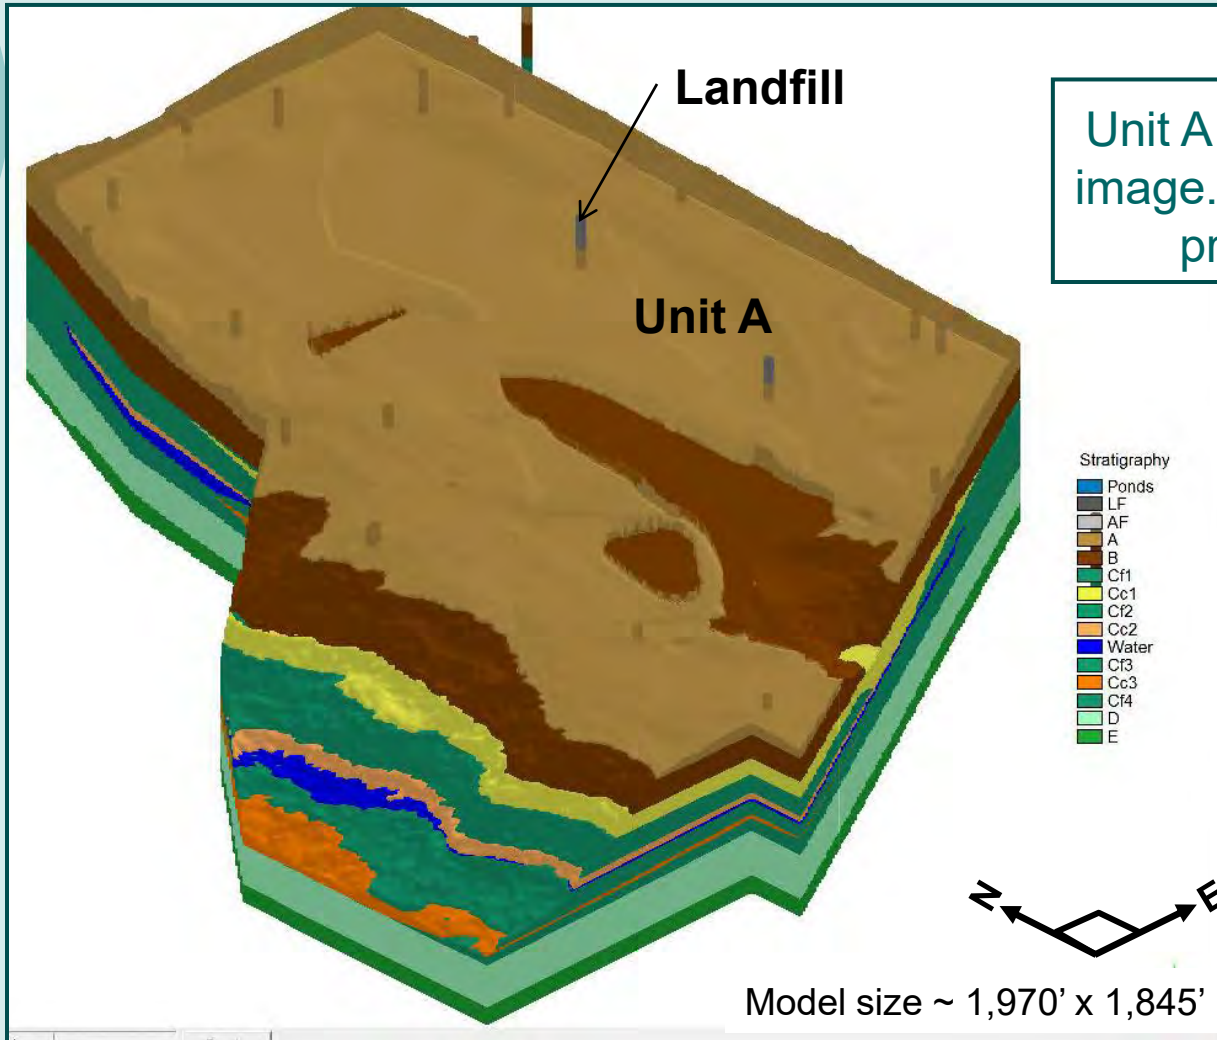 Landfill
Unit A
image.
pr
Unit A
Stratigraphy
Ponds
LF
AF
A
B
Cf1
Cc1
Cf2
Cc2
Water
Cf3
Cc3
Cf4
D
E
N
E
Model size ~ 1,970’ x 1,845’